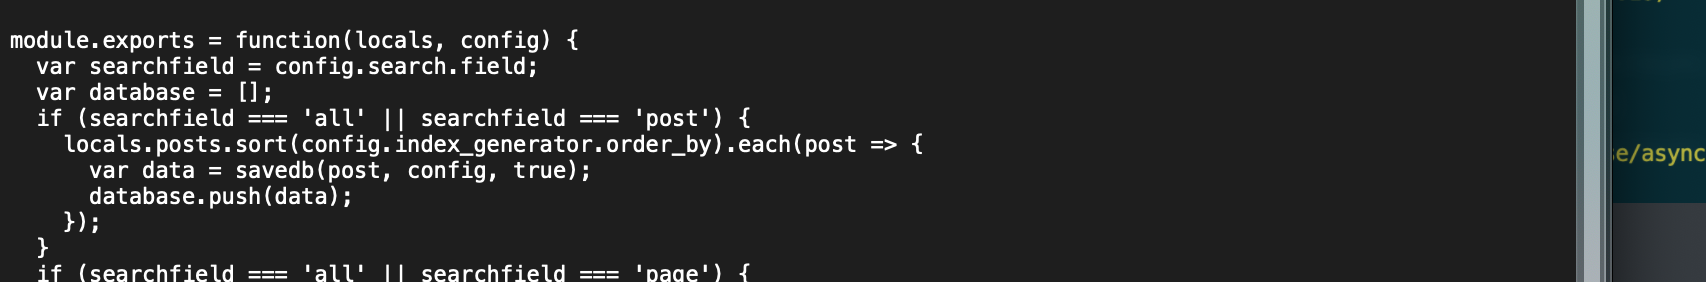 module.exports = function(locals, config) {
  var searchfield = config.search.field;
  var database = [];
  if (searchfield === 'all' || searchfield === 'post') {
    locals.posts.sort(config.index_generator.order_by).each(post => {
      var data = savedb(post, config, true);
      database.push(data);
    });
  }
  if (searchfield === 'all' || searchfield === 'page') {
e/async